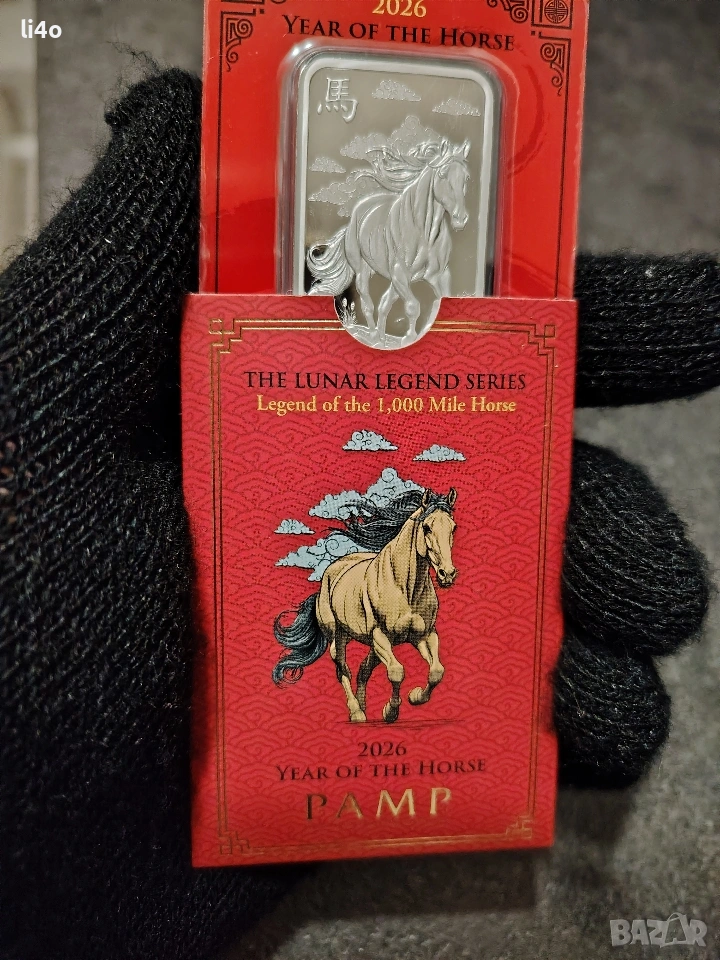 li4o
2026
YEAR OF THE HORSE
馬
THE LUNAR LEGEND SERIES
Legend of the 1,000 Mile Horse
2026
YEAR OF THE HORSE
PAMP
BAZAR